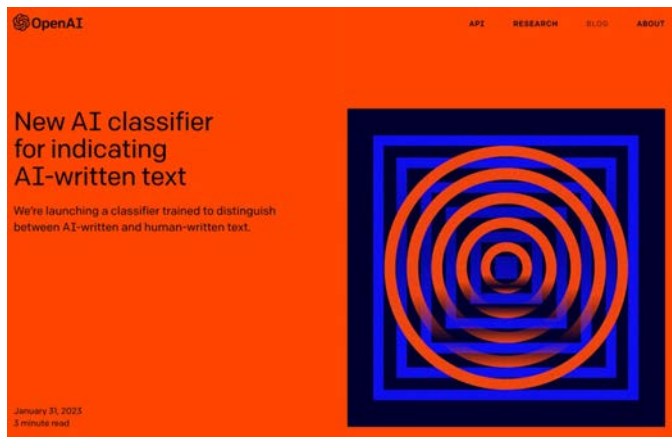 OpenAI
API RESEARCH BLOG ABOUT
New AI classifier
for indicating
AI-written text
We're launching a classifier trained to distinguish
between AI-written and human-written text.
January 31, 2023
3 minute read